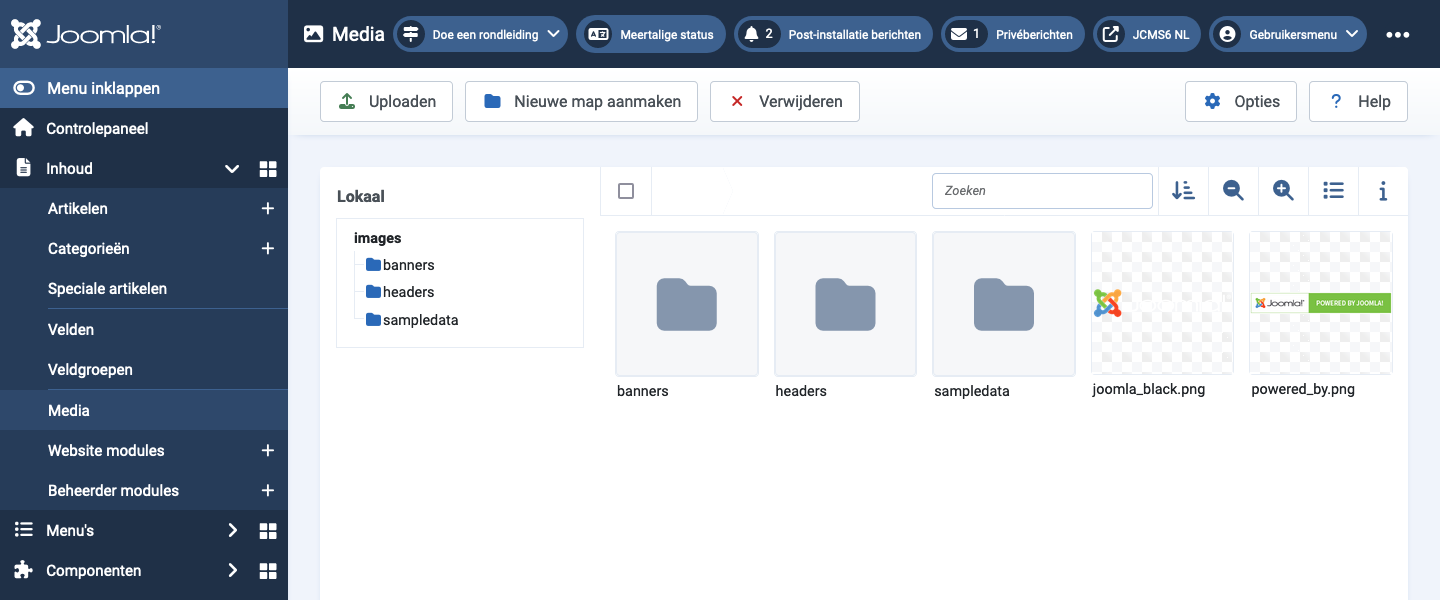 Joomla!®
Media
Doe een rondleiding
Meertalige status
2 Post-installatie berichten
1 Privéberichten
JCMS6 NL
Gebruikersmenu
Menu inklappen
Controlepaneel
Inhoud
Artikelen
Categorieën
Speciale artikelen
Velden
Veldgroepen
Media
Website modules
Beheerder modules
Menu's
Componenten
Uploaden
Nieuwe map aanmaken
Verwijderen
Opties
? Help
Lokaal
images
banners
headers
sampledata
Zoeken
banners
headers
sampledata
joomla_black.png
Joomla!
POWERED BY JOOMLA!
powered_by.png